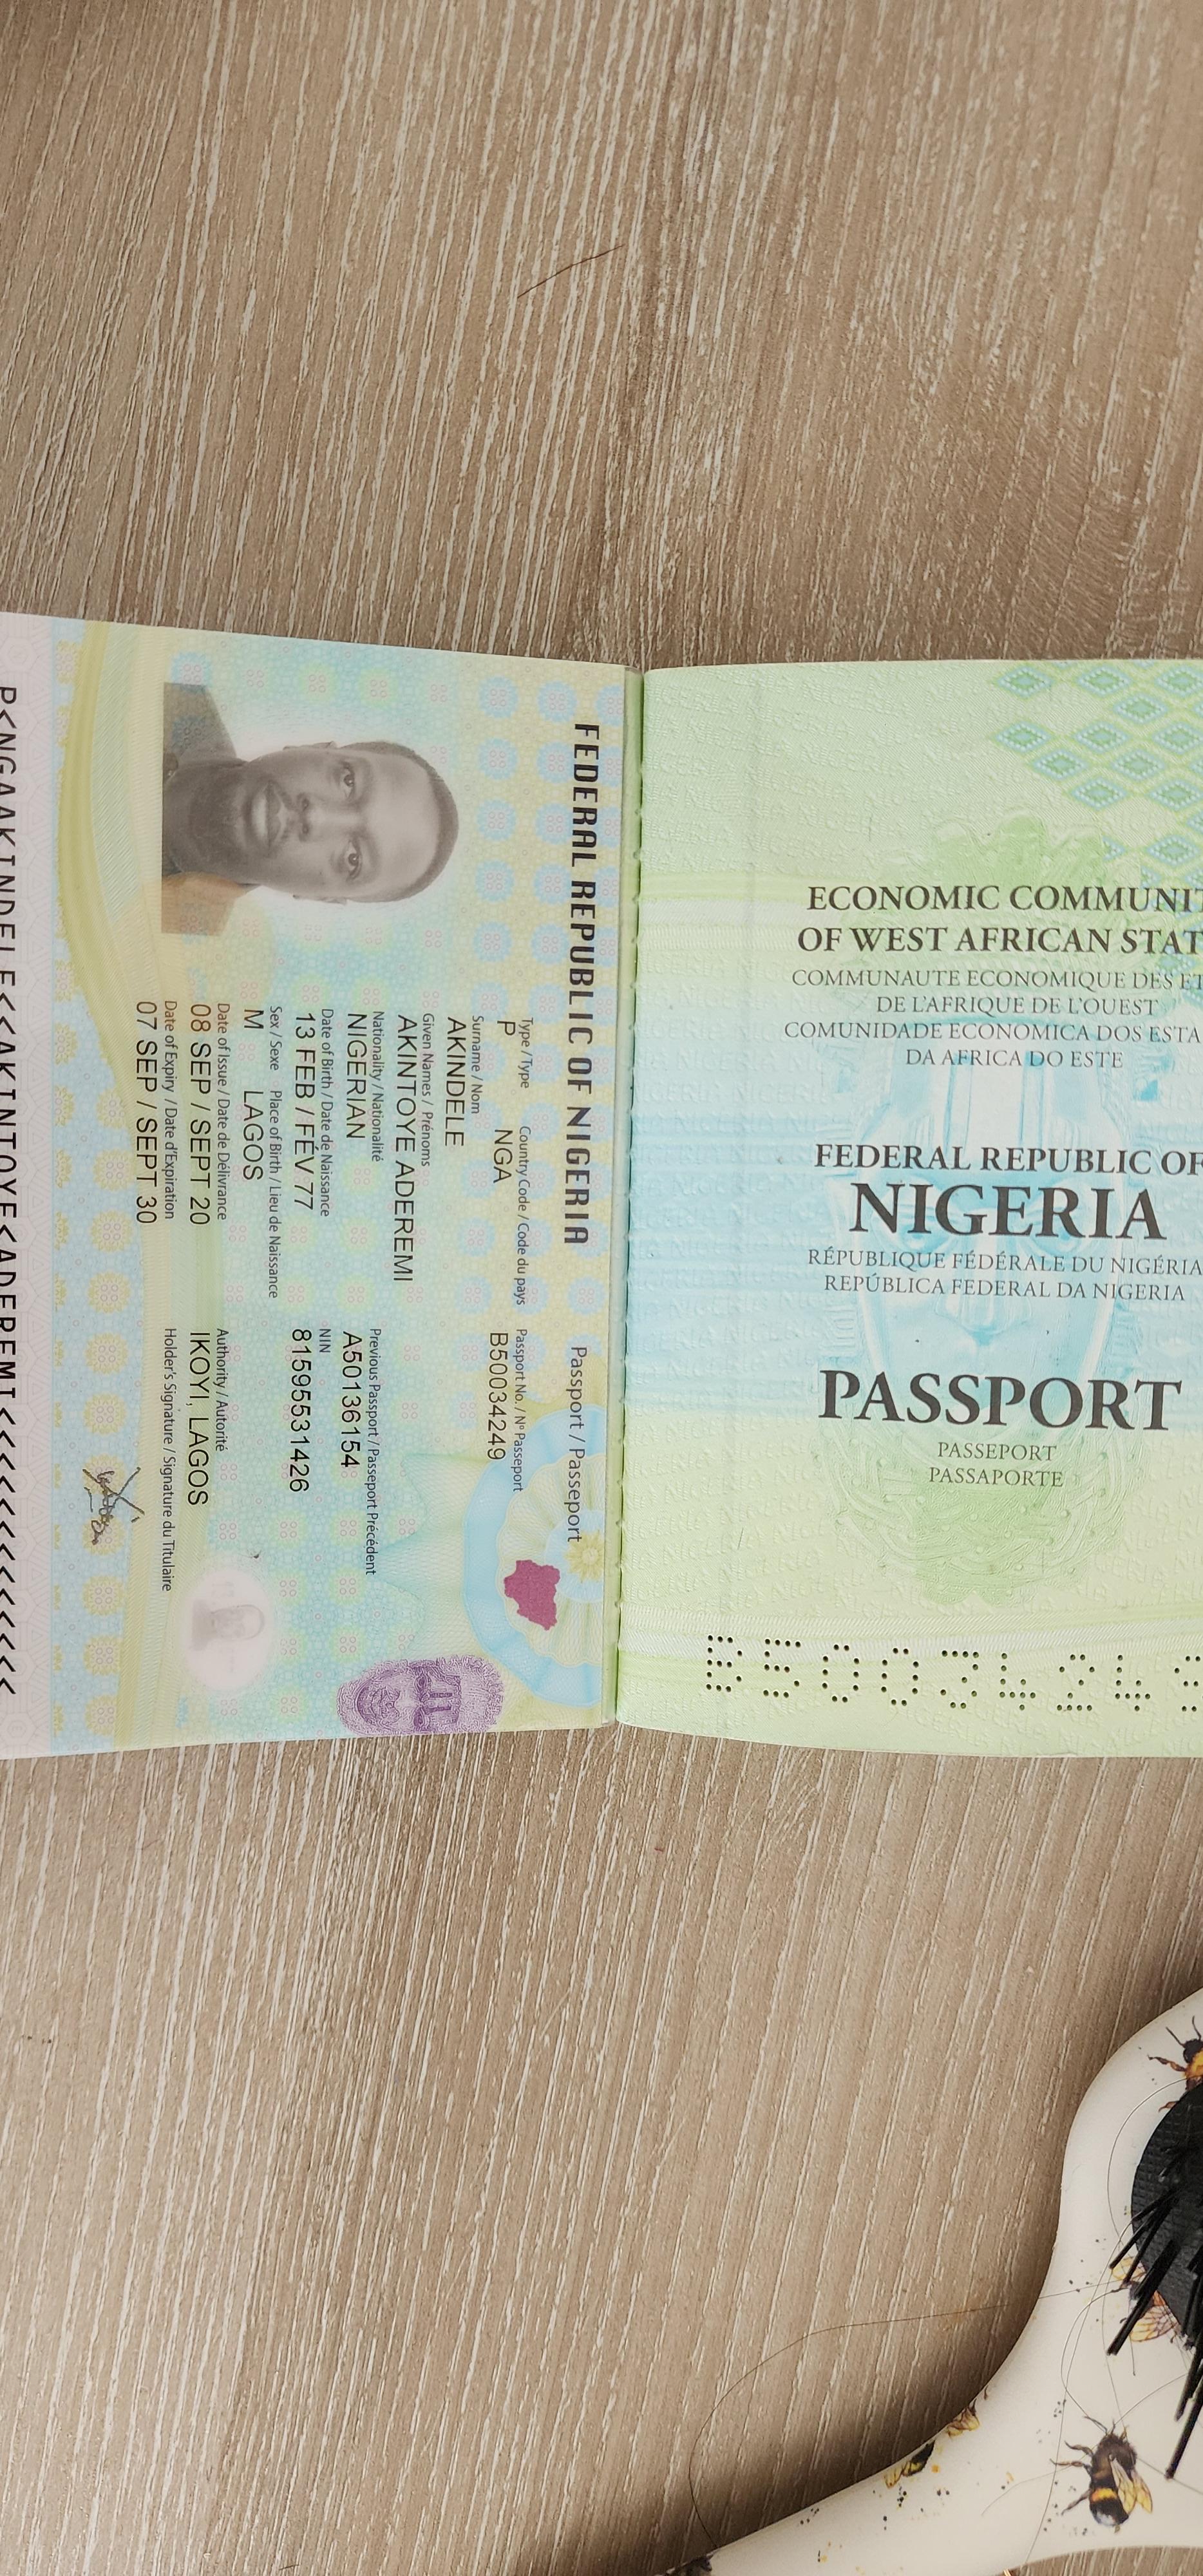 FEDERAL REPUBLIC OF NIGERIA
Passport / Passeport
Type / Type
Country Code / Code du pays
Passport No. / Nº Passeport
P
NGA
B50034249
Surname / Nom
AKINDELE
Given Names / Prénoms
AKINTOYE ADEREMI
Nationality / Nationalité
Previous Passport / Passeport Précédent
NIGERIAN
A50136154
Date of Birth / Date de Naissance
NIN
13 FEB / FÉV 77
81595531426
Sex / Sexe
Place of Birth / Lieu de Naissance
M
LAGOS
Date of Issue / Date de Délivrance
Authority / Autorité
08 SEP / SEPT 20
IKOYI, LAGOS
Date of Expiry / Date d'Expiration
Holder's Signature / Signature du Titulaire
07 SEP / SEPT 30
P<NGAAKINDELE<<AKINTOYE<ADEREMI<<<<<<<<<<<<<
ECONOMIC COMMUNIT
OF WEST AFRICAN STAT
COMMUNAUTE ECONOMIQUE DES ET
DE L'AFRIQUE DE L'OUEST
COMUNIDADE ECONOMICA DOS ESTA
DA AFRICA DO ESTE
FEDERAL REPUBLIC OF
NIGERIA
RÉPUBLIQUE FÉDÉRALE DU NIGÉRIA
REPÚBLICA FEDERAL DA NIGERIA
PASSPORT
PASSEPORT
PASSAPORTE
B5003424